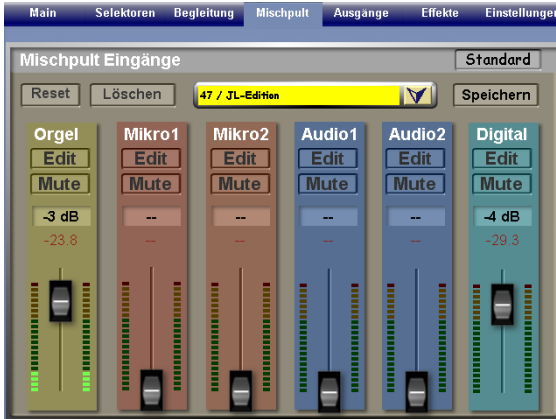 Main Selektoren Begleitung Mischpult Ausgänge Effekte Einstellungen
Mischpult Eingänge Standard
Reset Löschen 47 / JL-Edition Speichern
Orgel Mikro1 Mikro2 Audio1 Audio2 Digital
Edit Edit Edit Edit Edit Edit
Mute Mute Mute Mute Mute Mute
-3 dB -- -- -- -- -4 dB
-23.8 -- -- -- -- -29.3